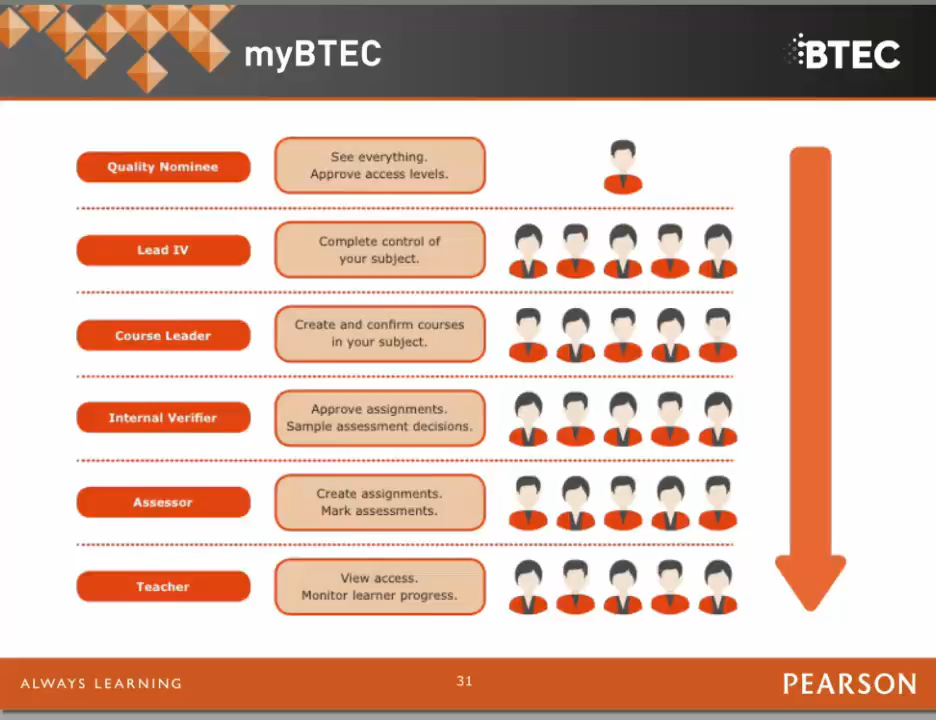 myBTEC
BTEC
Quality Nominee
See everything.
Approve access levels.
Lead IV
Complete control of
your subject.
Course Leader
Create and confirm courses
in your subject.
Internal Verifier
Approve assignments.
Sample assessment decisions.
Assessor
Create assignments.
Mark assessments.
Teacher
View access.
Monitor learner progress.
ALWAYS LEARNING
31
PEARSON